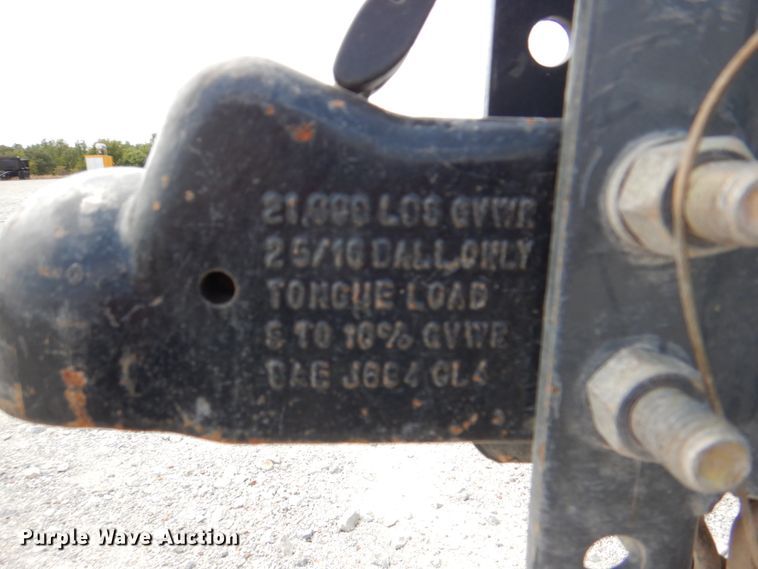 21,000 LBS GVWR
2 5/16 BALL ONLY
TONGUE LOAD
6 TO 10% GVWR
SAE J684 CL4
Purple Wave Auction